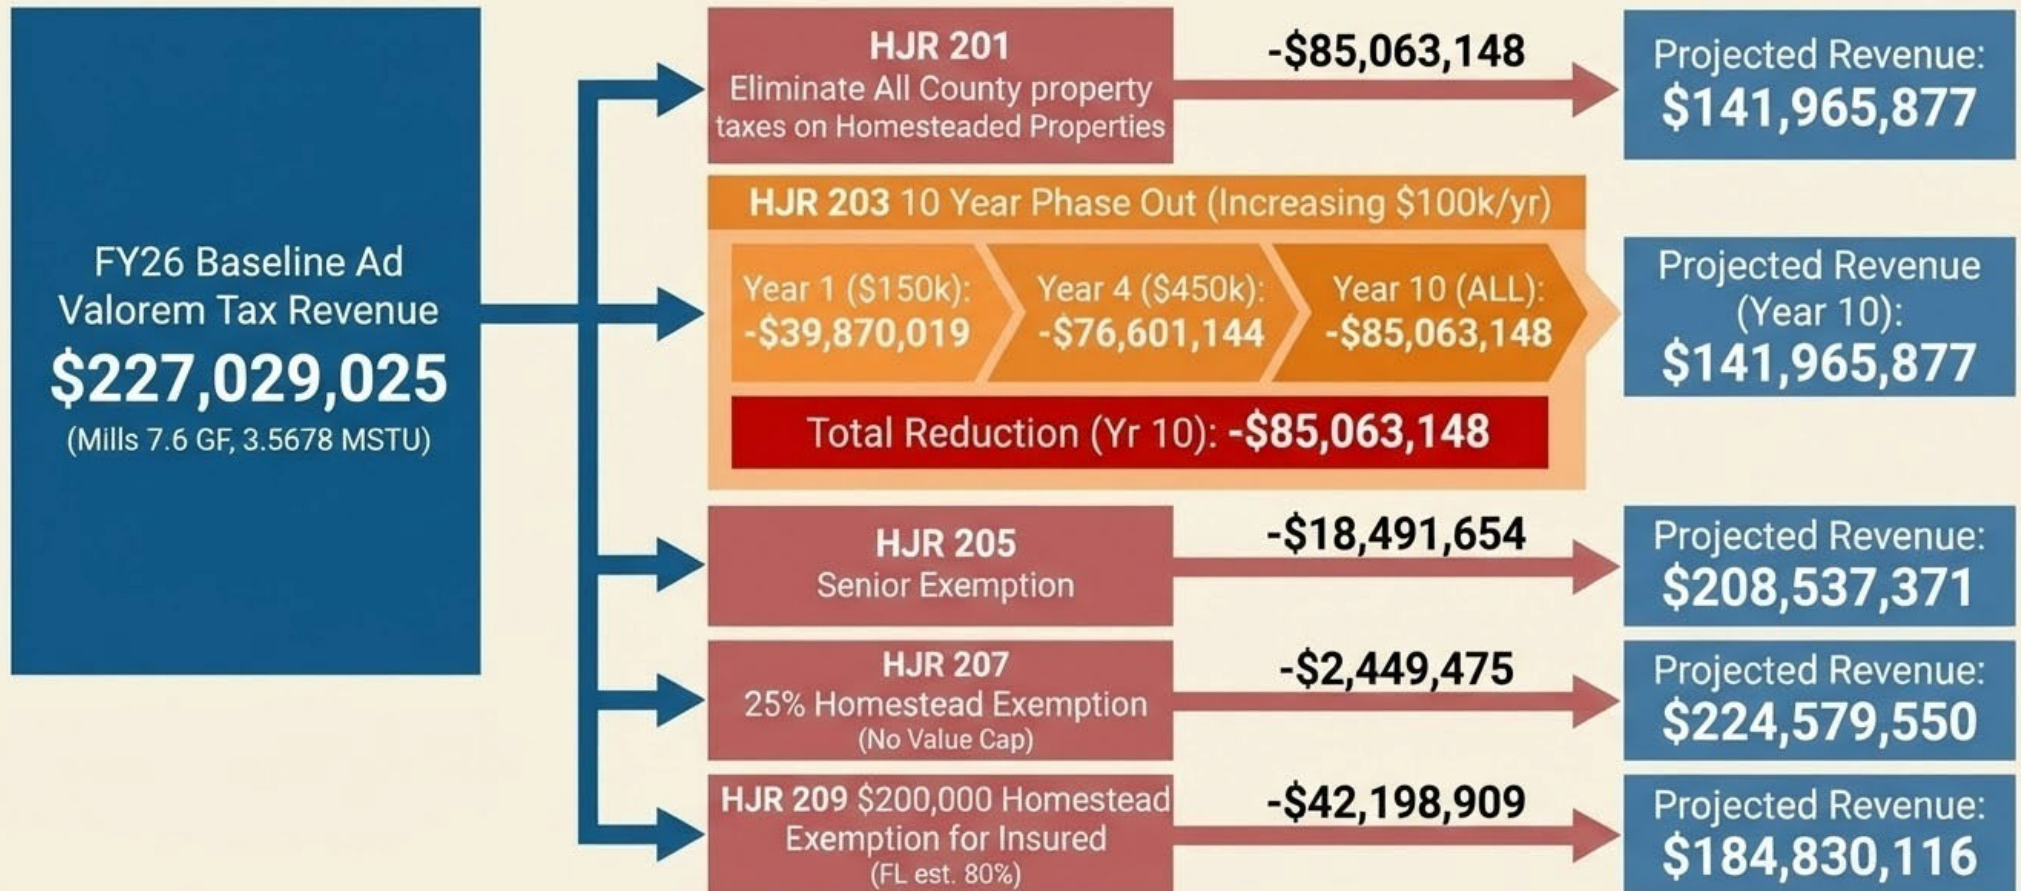 FY26 Baseline Ad
Valorem Tax Revenue
$227,029,025
(Mills 7.6 GF, 3.5678 MSTU)
HJR 201
Eliminate All County property
taxes on Homesteaded Properties
-$85,063,148
Projected Revenue:
$141,965,877
HJR 203 10 Year Phase Out (Increasing $100k/yr)
Year 1 ($150k):
-$39,870,019
Year 4 ($450k):
-$76,601,144
Year 10 (ALL):
-$85,063,148
Total Reduction (Yr 10): -$85,063,148
Projected Revenue
(Year 10):
$141,965,877
HJR 205
Senior Exemption
-$18,491,654
Projected Revenue:
$208,537,371
HJR 207
25% Homestead Exemption
(No Value Cap)
-$2,449,475
Projected Revenue:
$224,579,550
HJR 209 $200,000 Homestead
Exemption for Insured
(FL est. 80%)
-$42,198,909
Projected Revenue:
$184,830,116